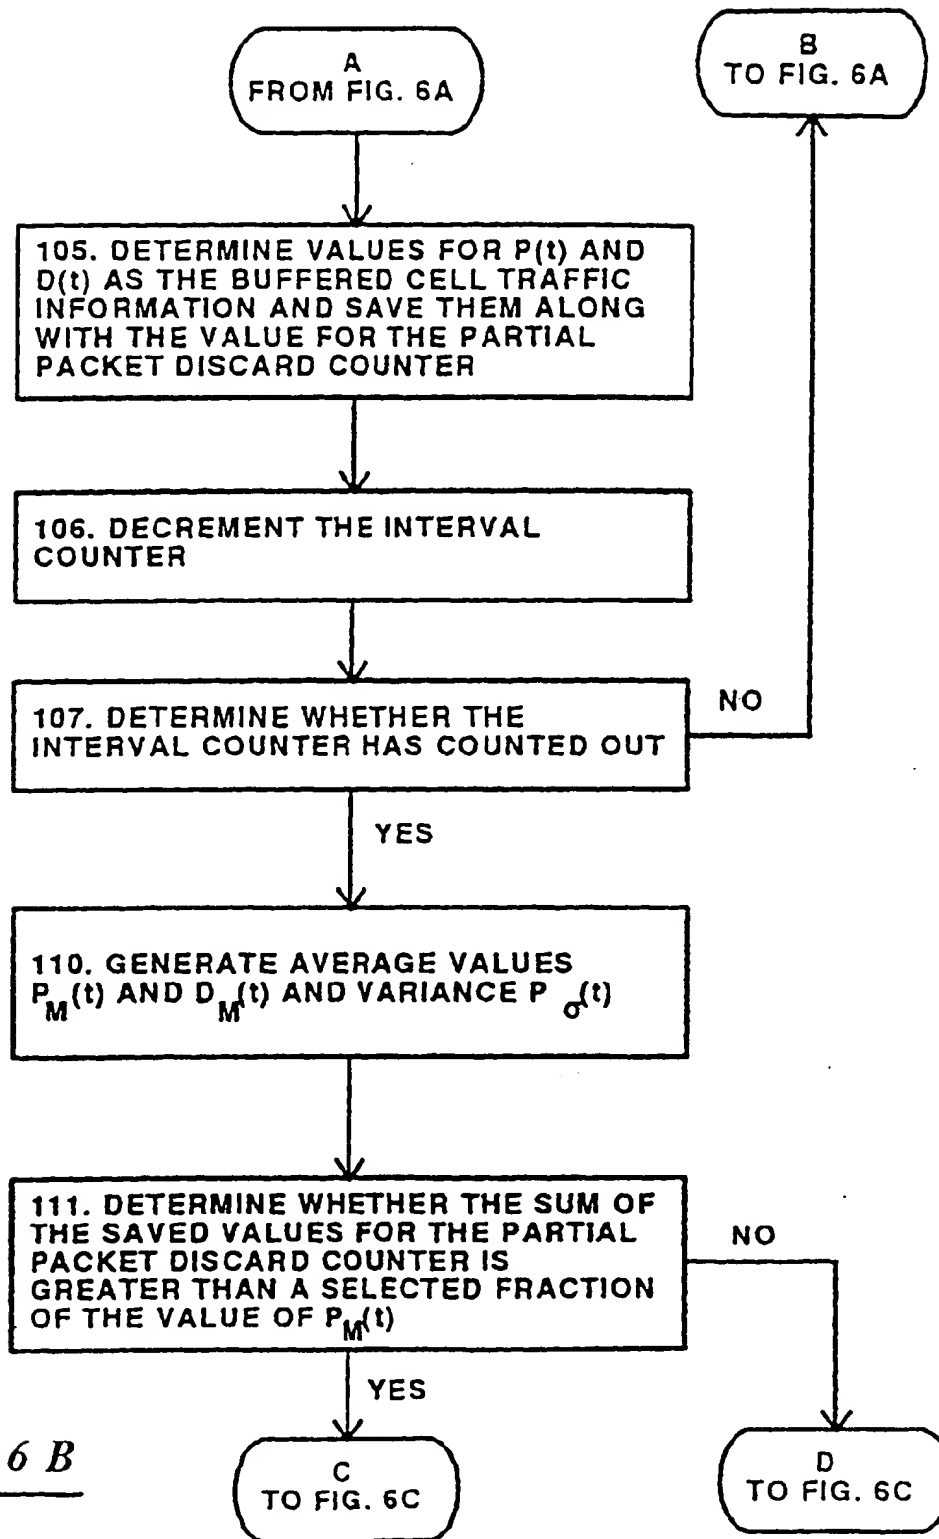 A
FROM FIG. 6A
B
TO FIG. 6A
105. DETERMINE VALUES FOR P(t) AND
D(t) AS THE BUFFERED CELL TRAFFIC
INFORMATION AND SAVE THEM ALONG
WITH THE VALUE FOR THE PARTIAL
PACKET DISCARD COUNTER
106. DECREMENT THE INTERVAL
COUNTER
107. DETERMINE WHETHER THE
INTERVAL COUNTER HAS COUNTED OUT
NO
YES
110. GENERATE AVERAGE VALUES
P_M(t) AND D_M(t) AND VARIANCE P_σ(t)
111. DETERMINE WHETHER THE SUM OF
THE SAVED VALUES FOR THE PARTIAL
PACKET DISCARD COUNTER IS
GREATER THAN A SELECTED FRACTION
OF THE VALUE OF P_M(t)
NO
YES
6 B
C
TO FIG. 6C
D
TO FIG. 6C